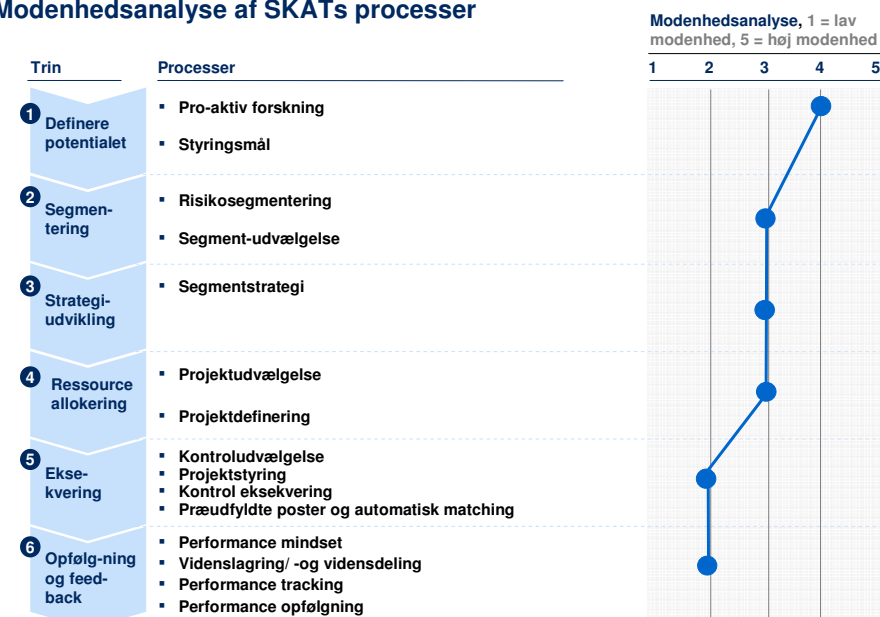 Modenhedsanalyse af SKATs processer
Modenhedsanalyse, 1 = lav
modenhed, 5 = høj modenhed
Trin
Processer
1 2 3 4 5
1
Definere
potentialet
Pro-aktiv forskning
Styringsmål
2
Segmen-
tering
Risikosegmentering
Segment-udvælgelse
3
Strategi-
udvikling
Segmentstrategi
4
Ressource
allokering
Projektudvælgelse
Projektdefinering
5
Ekse-
kvering
Kontroludvælgelse
Projektstyring
Kontrol eksekvering
Præudfyldte poster og automatisk matching
6
Opfølg-ning
og feed-
back
Performance mindset
Videnslagring/ -og vidensdeling
Performance tracking
Performance opfølgning